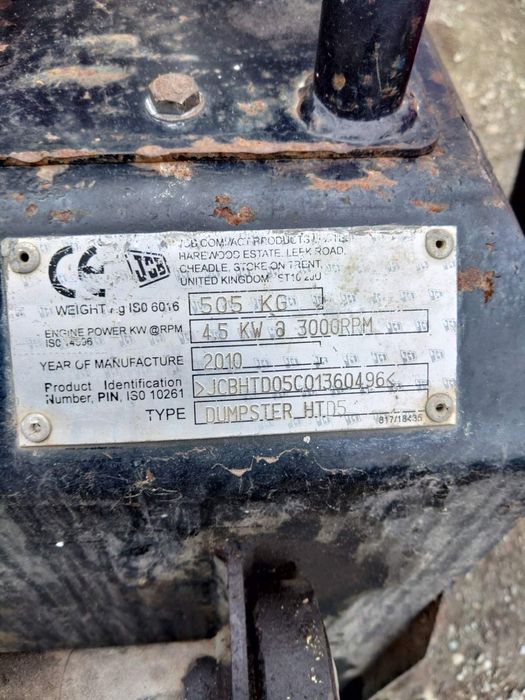 CE JCB
JCB COMPACT PRODUCTS
HAREWOOD ESTATE, LEEK ROAD,
CHEADLE, STOKE ON TRENT,
UNITED KINGDOM ST10 2JU
WEIGHT kg ISO 6016 505 KG
ENGINE POWER KW @RPM 4.5 KW @ 3000RPM
ISO 14396
YEAR OF MANUFACTURE 2010
Product Identification >JCBHTD05C01360496<
Number, PIN, ISO 10261
TYPE DUMPSTER HTD5
817/18435